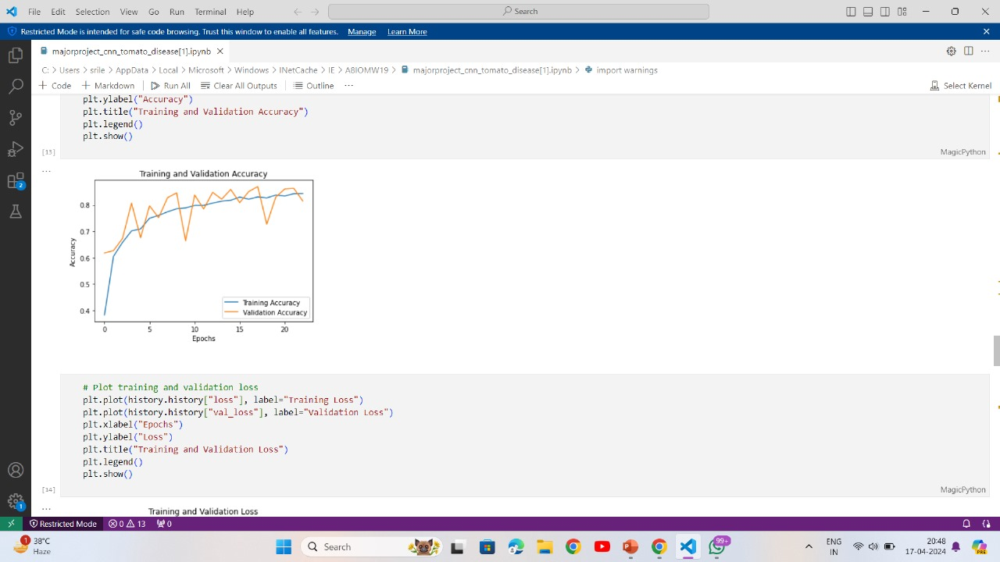 File Edit Selection View Go Run Terminal Help
Search
Restricted Mode is intended for safe code browsing. Trust this window to enable all features. Manage Learn More
majorproject_cnn_tomato_disease[1].ipynb
C: > Users > srile > AppData > Local > Microsoft > Windows > INetCache > IE > A8IOMW19 > majorproject_cnn_tomato_disease[1].ipynb > import warnings
+ Code + Markdown | Run All Clear All Outputs | Outline ... Select Kernel
plt.ylabel("Accuracy")
plt.title("Training and Validation Accuracy")
plt.legend()
plt.show()
[13] MagicPython
...
Training and Validation Accuracy
0.8
0.7
0.6
0.5
0.4
Accuracy
Training Accuracy
Validation Accuracy
0 5 10 15 20
Epochs
# Plot training and validation loss
plt.plot(history.history["loss"], label="Training Loss")
plt.plot(history.history["val_loss"], label="Validation Loss")
plt.xlabel("Epochs")
plt.ylabel("Loss")
plt.title("Training and Validation Loss")
plt.legend()
plt.show()
[14] MagicPython
...
Training and Validation Loss
2
1
Restricted Mode 0 13 0
1
38°C
Haze
Search
99+
ENG
IN
20:48
17-04-2024
PRE